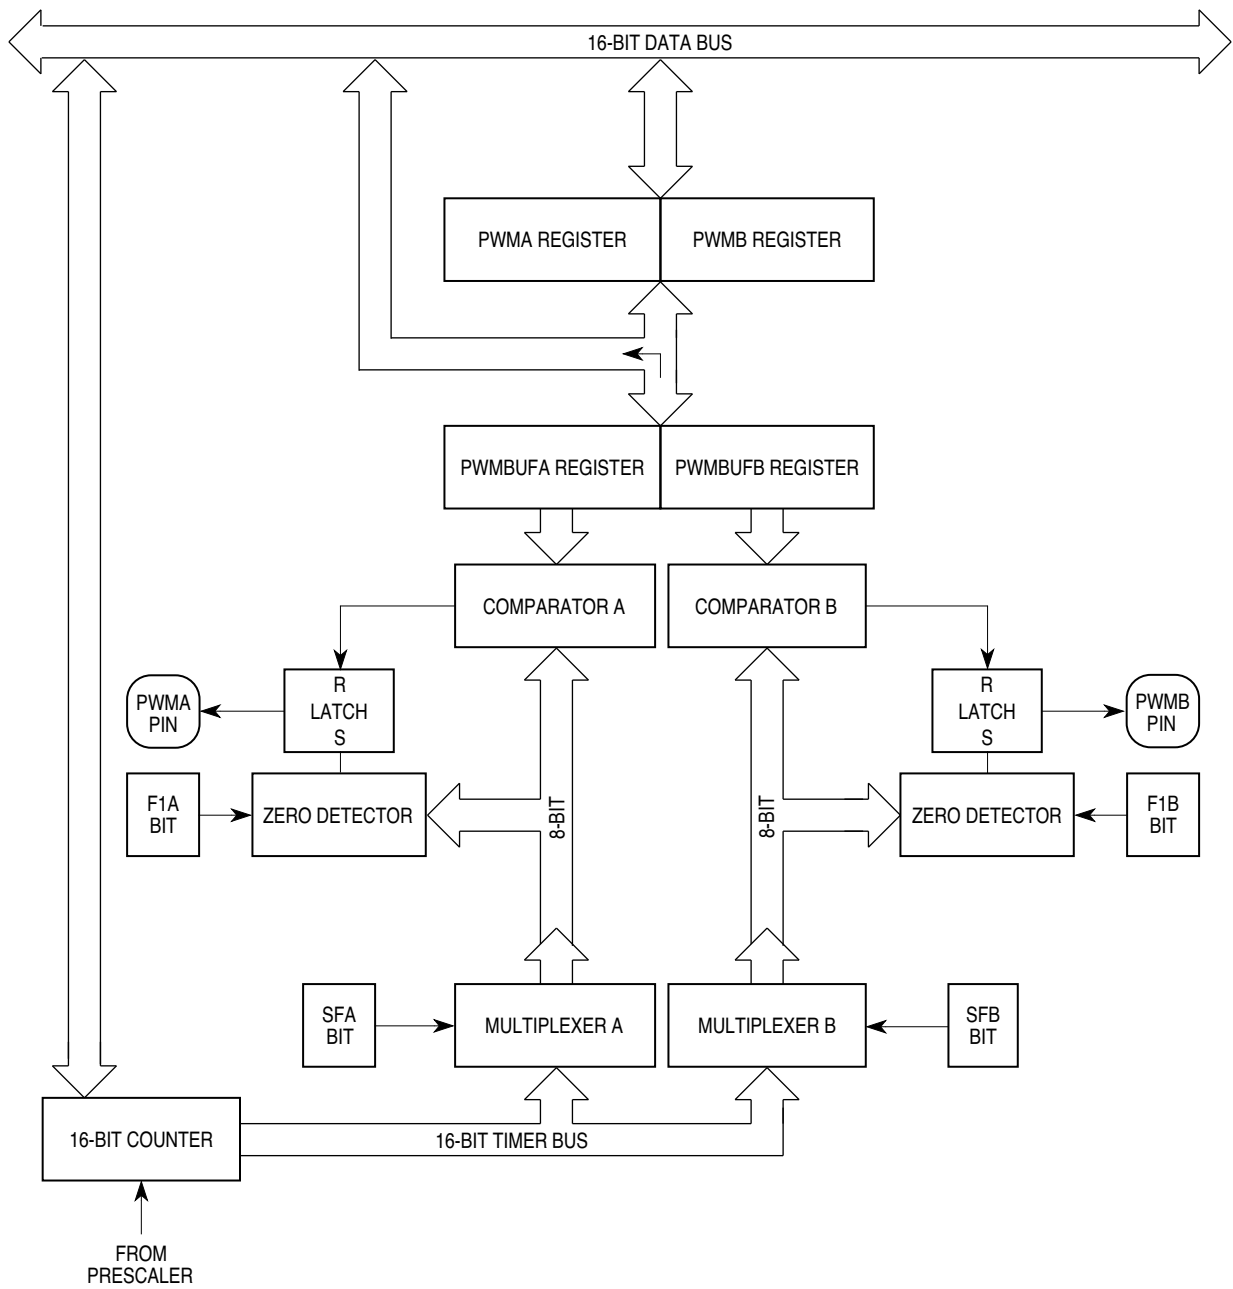 16-BIT DATA BUS
PWMA REGISTER
PWMB REGISTER
PWMBUFA REGISTER
PWMBUFB REGISTER
COMPARATOR A
COMPARATOR B
R
LATCH
S
PWMA
PIN
R
LATCH
S
PWMB
PIN
F1A
BIT
ZERO DETECTOR
8-BIT
8-BIT
ZERO DETECTOR
F1B
BIT
SFA
BIT
MULTIPLEXER A
MULTIPLEXER B
SFB
BIT
16-BIT COUNTER
16-BIT TIMER BUS
FROM
PRESCALER